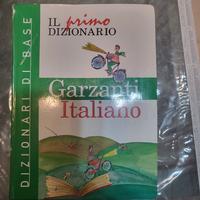 DIZIONARI DI BASE
IL primo
DIZIONARIO
Garzanti
Italiano